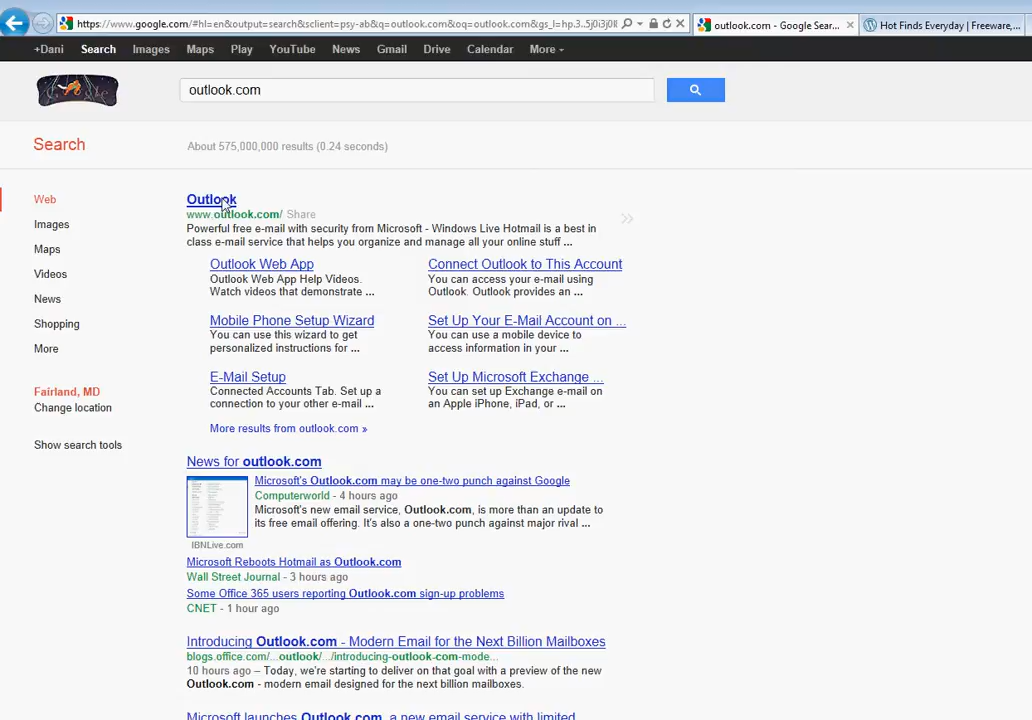 https://www.google.com/#hl=en&output=search&sclient=psy-ab&q=outlook.com&oq=outlook.com&gs_l=hp.3..5j0i3j0l
outlook.com - Google Sear...
Hot Finds Everyday | Freeware,...
+Dani Search Images Maps Play YouTube News Gmail Drive Calendar More
outlook.com
Search
About 575,000,000 results (0.24 seconds)
Web
Images
Maps
Videos
News
Shopping
More
Fairland, MD
Change location
Show search tools
Outlook
www.outlook.com/ Share
Powerful free e-mail with security from Microsoft - Windows Live Hotmail is a best in
class e-mail service that helps you organize and manage all your online stuff ...
Outlook Web App
Outlook Web App Help Videos.
Watch videos that demonstrate ...
Connect Outlook to This Account
You can access your e-mail using
Outlook. Outlook provides an ...
Mobile Phone Setup Wizard
You can use this wizard to get
personalized instructions for ...
Set Up Your E-Mail Account on ...
You can use a mobile device to
access information in your ...
E-Mail Setup
Connected Accounts Tab. Set up a
connection to your other e-mail ...
Set Up Microsoft Exchange ...
You can set up Exchange e-mail on
an Apple iPhone, iPad, or ...
More results from outlook.com »
News for outlook.com
Microsoft's Outlook.com may be one-two punch against Google
Computerworld - 4 hours ago
Microsoft's new email service, Outlook.com, is more than an update to
its free email offering. It's also a one-two punch against major rival ...
IBNLive.com
Microsoft Reboots Hotmail as Outlook.com
Wall Street Journal - 3 hours ago
Some Office 365 users reporting Outlook.com sign-up problems
CNET - 1 hour ago
Introducing Outlook.com - Modern Email for the Next Billion Mailboxes
blogs.office.com/...outlook/.../introducing-outlook-com-mode...
10 hours ago – Today, we're starting to deliver on that goal with a preview of the new
Outlook.com - modern email designed for the next billion mailboxes.
Microsoft launches Outlook.com, a new email service with limited